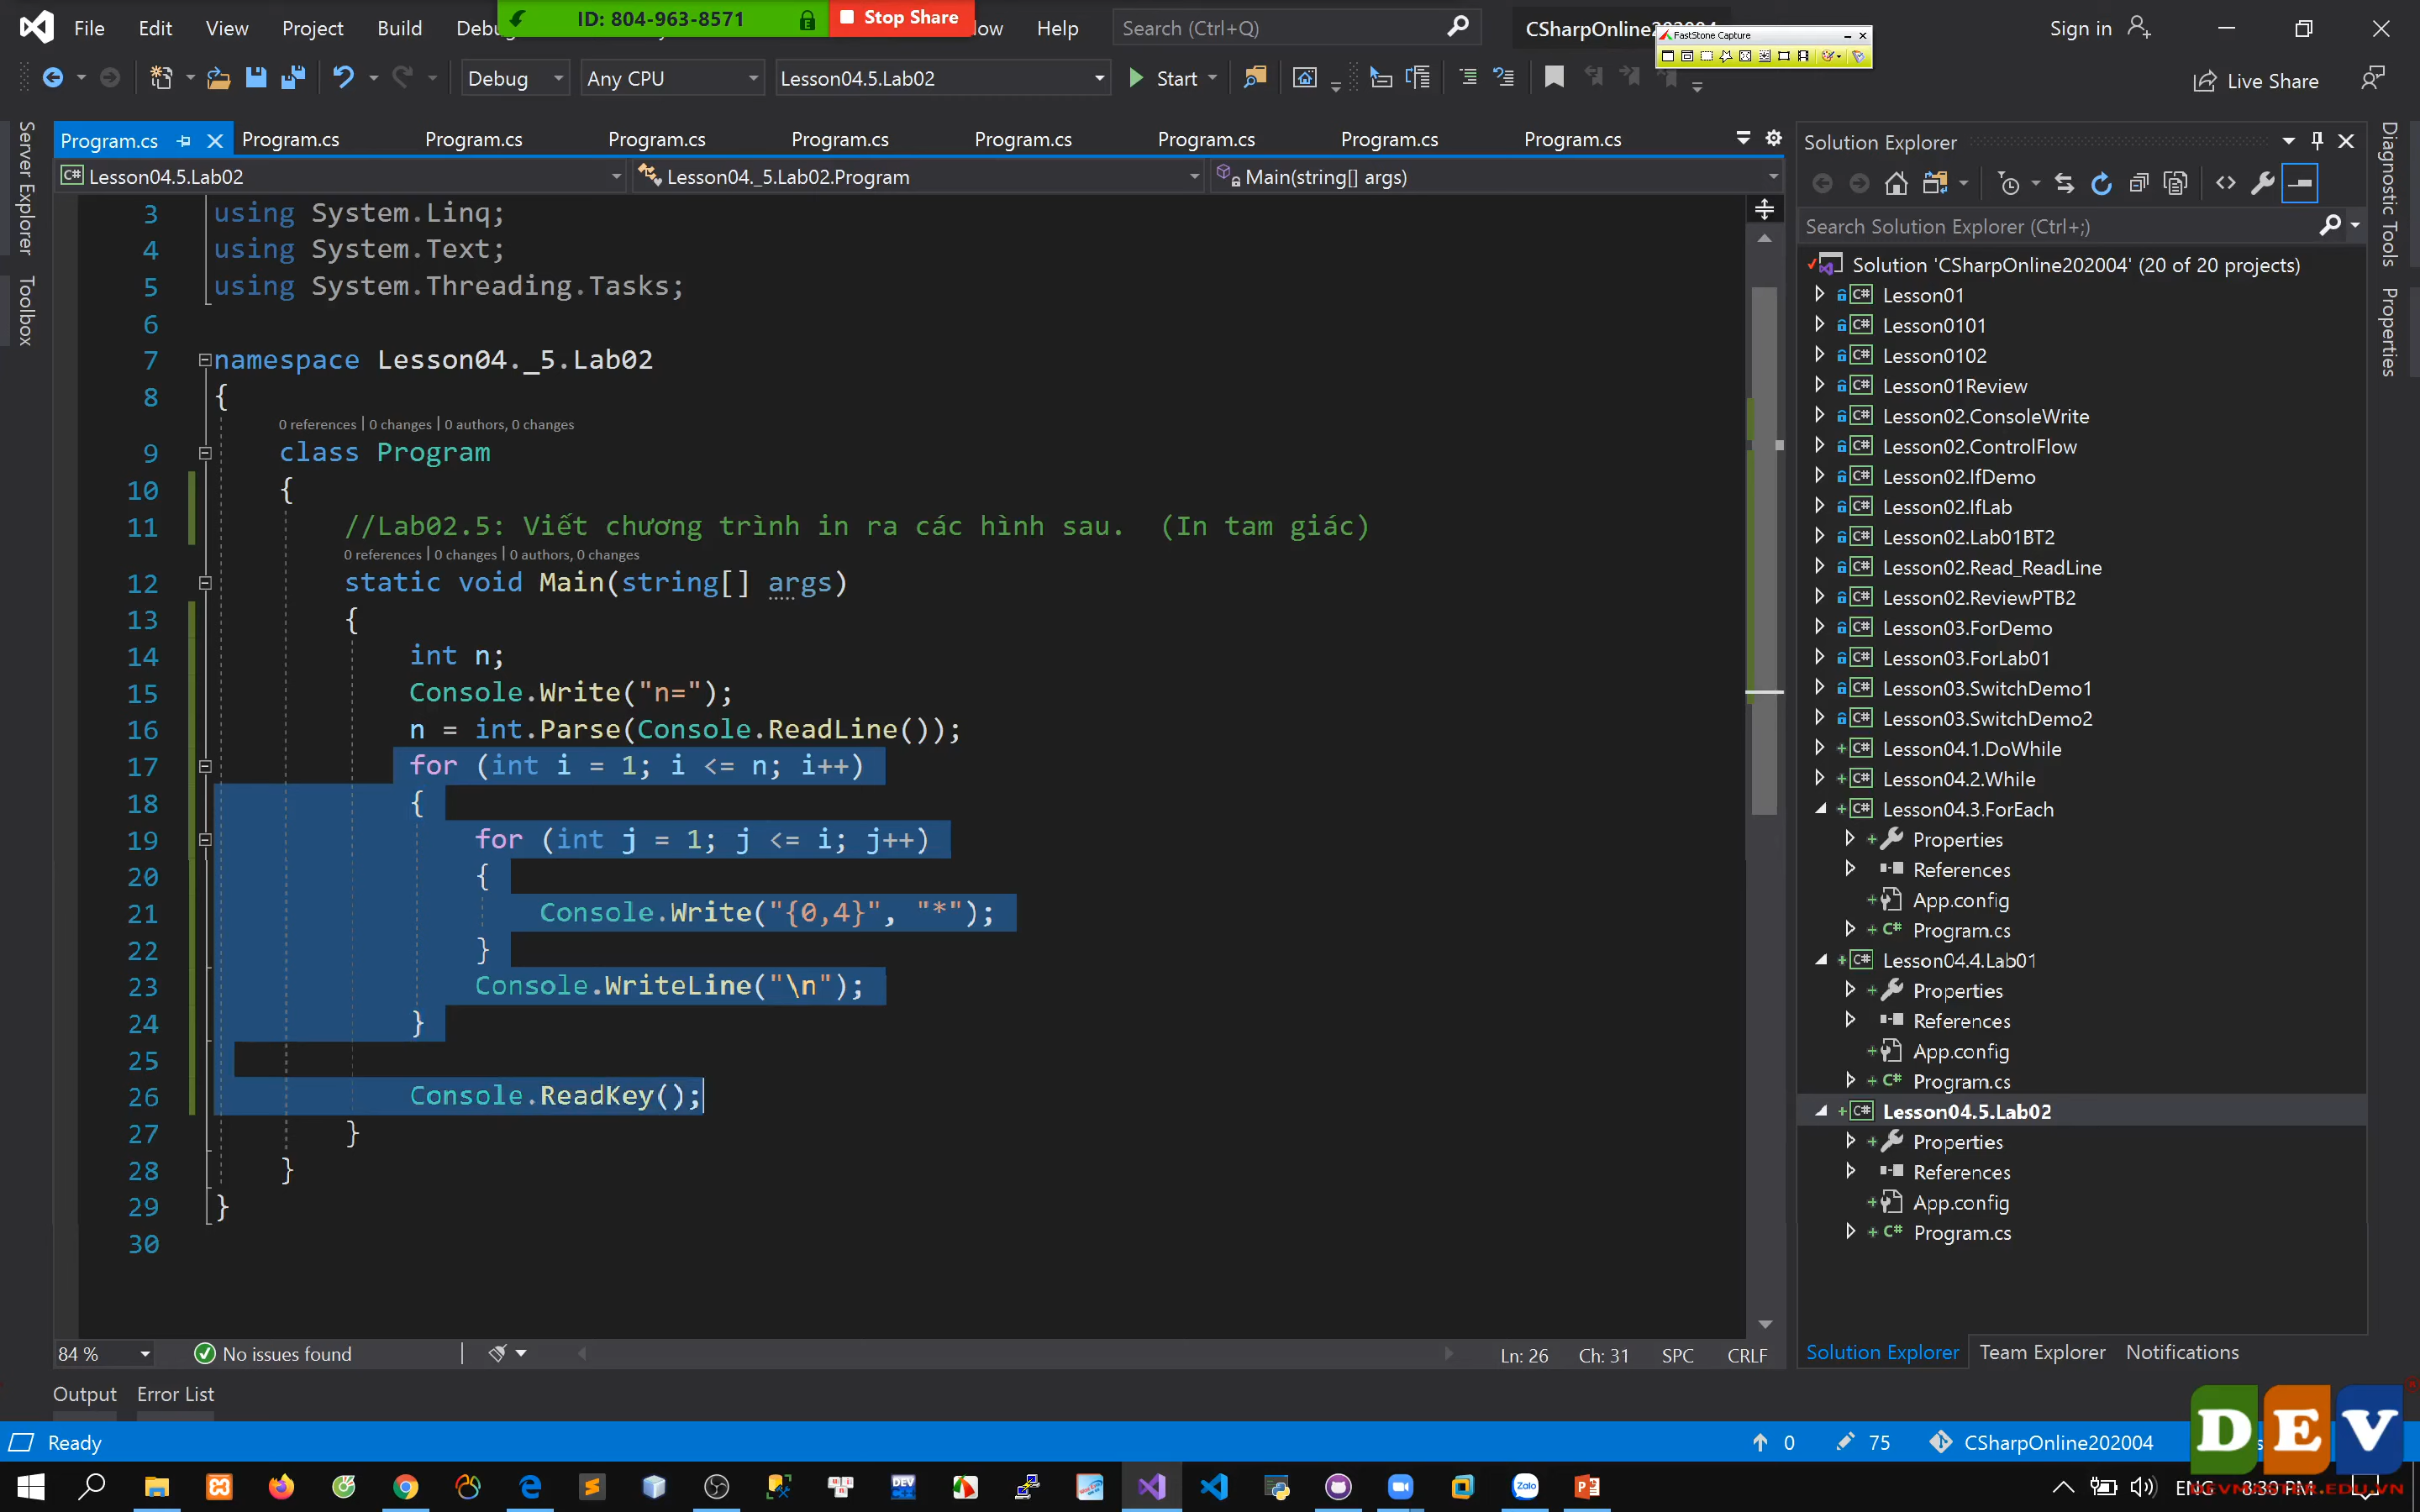 File Edit View Project Build Debu ID: 804-963-8571 Stop Share ow Help Search (Ctrl+Q) CSharpOnline202004 Sign in
FastStone Capture
Debug Any CPU Lesson04.5.Lab02 Start Live Share
Server Explorer
Toolbox
Program.cs Program.cs Program.cs Program.cs Program.cs Program.cs Program.cs Program.cs Program.cs
Lesson04.5.Lab02 Lesson04._5.Lab02.Program Main(string[] args)
3 using System.Linq;
4 using System.Text;
5 using System.Threading.Tasks;
6
7 namespace Lesson04._5.Lab02
8 {
0 references | 0 changes | 0 authors, 0 changes
9 class Program
10 {
11 //Lab02.5: Viết chương trình in ra các hình sau. (In tam giác)
0 references | 0 changes | 0 authors, 0 changes
12 static void Main(string[] args)
13 {
14 int n;
15 Console.Write("n=");
16 n = int.Parse(Console.ReadLine());
17 for (int i = 1; i <= n; i++)
18 {
19 for (int j = 1; j <= i; j++)
20 {
21 Console.Write("{0,4}", "*");
22 }
23 Console.WriteLine("\n");
24 }
25
26 Console.ReadKey();
27 }
28 }
29 }
30
84 % No issues found Ln: 26 Ch: 31 SPC CRLF
Solution Explorer
Search Solution Explorer (Ctrl+;)
Solution 'CSharpOnline202004' (20 of 20 projects)
C# Lesson01
C# Lesson0101
C# Lesson0102
C# Lesson01Review
C# Lesson02.ConsoleWrite
C# Lesson02.ControlFlow
C# Lesson02.IfDemo
C# Lesson02.IfLab
C# Lesson02.Lab01BT2
C# Lesson02.Read_ReadLine
C# Lesson02.ReviewPTB2
C# Lesson03.ForDemo
C# Lesson03.ForLab01
C# Lesson03.SwitchDemo1
C# Lesson03.SwitchDemo2
C# Lesson04.1.DoWhile
C# Lesson04.2.While
C# Lesson04.3.ForEach
Properties
References
App.config
C# Program.cs
C# Lesson04.4.Lab01
Properties
References
App.config
C# Program.cs
C# Lesson04.5.Lab02
Properties
References
App.config
C# Program.cs
Solution Explorer Team Explorer Notifications
Diagnostic Tools
Properties
Output Error List
Ready 0 75 CSharpOnline202004
DEV
ENG 8:30 PM
DEVMASTER.EDU.VN